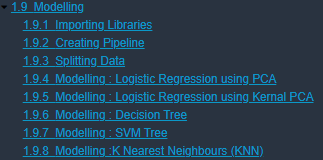 1.9 Modelling
1.9.1 Importing Libraries
1.9.2 Creating Pipeline
1.9.3 Splitting Data
1.9.4 Modelling : Logistic Regression using PCA
1.9.5 Modelling : Logistic Regression using Kernal PCA
1.9.6 Modelling : Decision Tree
1.9.7 Modelling : SVM Tree
1.9.8 Modelling :K Nearest Neighbours (KNN)